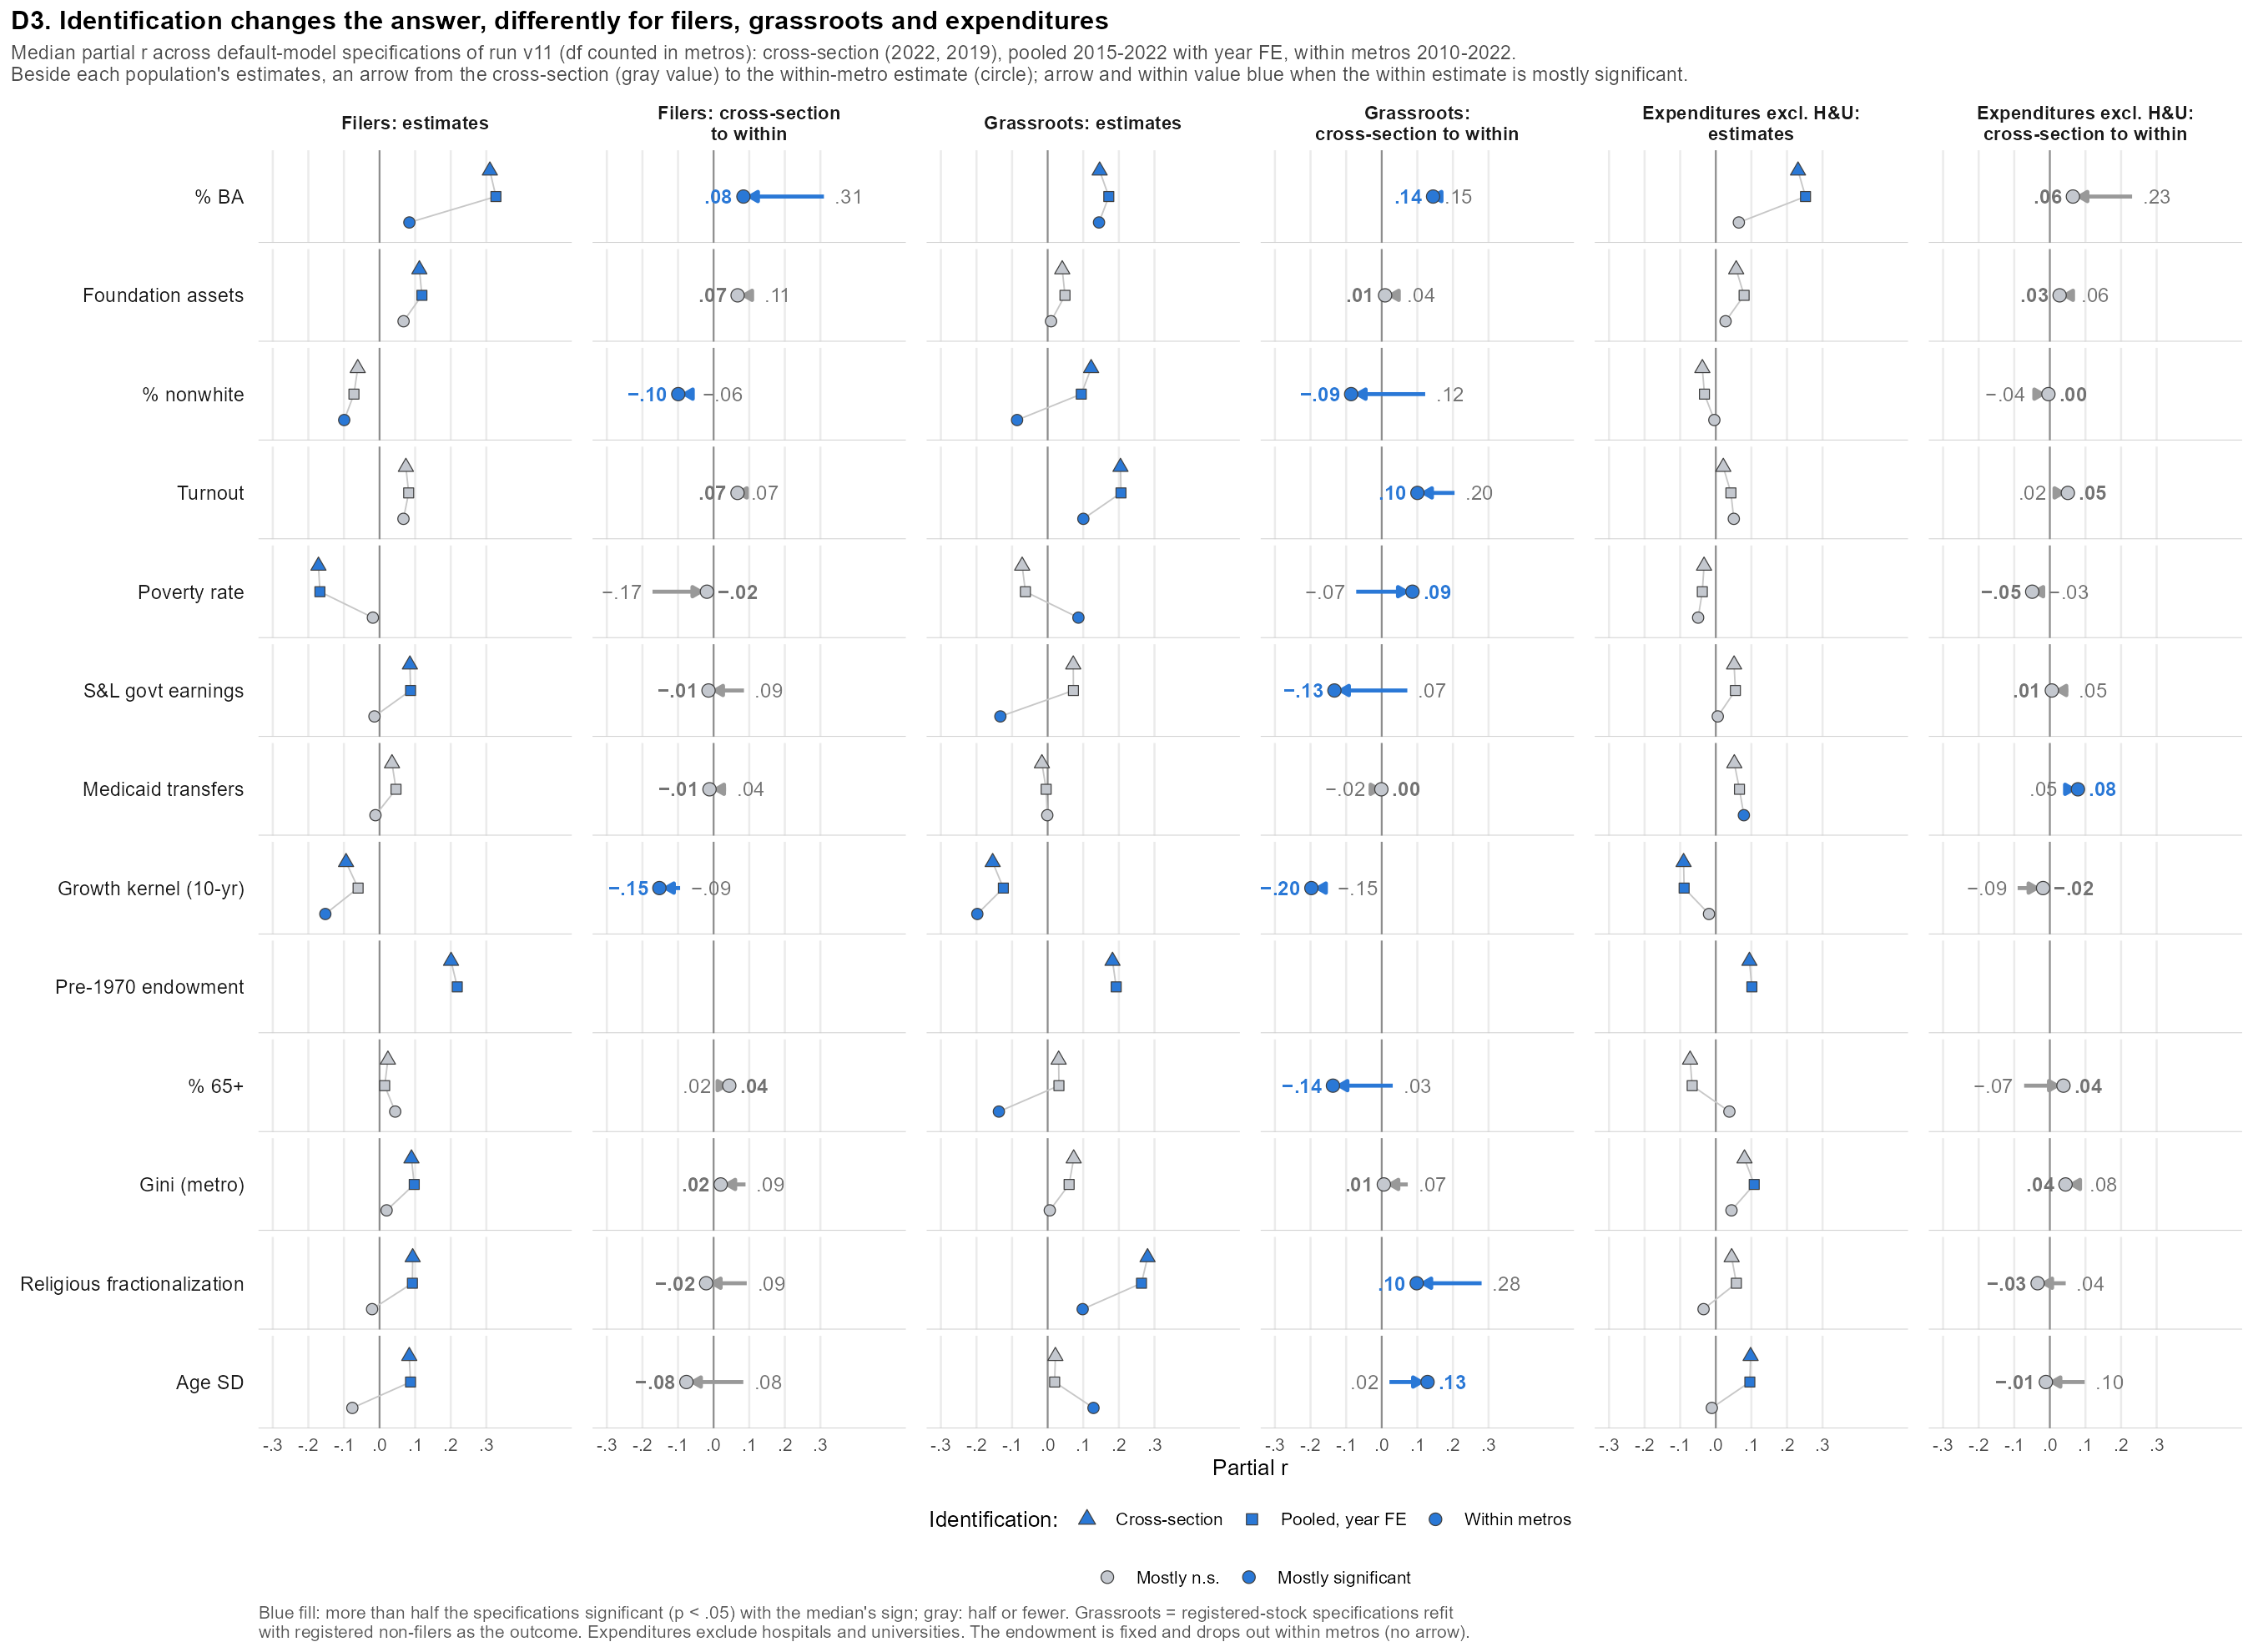 D3. Identification changes the answer, differently for filers, grassroots and expenditures
Median partial r across default-model specifications of run v11 (df counted in metros): cross-section (2022, 2019), pooled 2015-2022 with year FE, within metros 2010-2022.
Beside each population's estimates, an arrow from the cross-section (gray value) to the within-metro estimate (circle); arrow and within value blue when the within estimate is mostly significant.
Filers: estimates
Filers: cross-section
to within
Grassroots: estimates
Grassroots:
cross-section to within
Expenditures excl. H&U:
estimates
Expenditures excl. H&U:
cross-section to within
% BA .08 .31 .14 .15 .06 .23
Foundation assets .07 .11 .01 .04 .03 .06
% nonwhite −.10 −.06 −.09 .12 −.04 .00
Turnout .07 .07 .10 .20 .02 .05
Poverty rate −.17 −.02 −.07 .09 −.05 −.03
S&L govt earnings −.01 .09 −.13 .07 .01 .05
Medicaid transfers −.01 .04 −.02 .00 .05 .08
Growth kernel (10-yr) −.15 −.09 −.20 −.15 −.09 −.02
Pre-1970 endowment
% 65+ .02 .04 −.14 .03 −.07 .04
Gini (metro) .02 .09 .01 .07 .04 .08
Religious fractionalization −.02 .09 .10 .28 −.03 .04
Age SD −.08 .08 .02 .13 −.01 .10
-.3 -.2 -.1 .0 .1 .2 .3 -.3 -.2 -.1 .0 .1 .2 .3 -.3 -.2 -.1 .0 .1 .2 .3 -.3 -.2 -.1 .0 .1 .2 .3 -.3 -.2 -.1 .0 .1 .2 .3 -.3 -.2 -.1 .0 .1 .2 .3
Partial r
Identification: Cross-section Pooled, year FE Within metros
Mostly n.s. Mostly significant
Blue fill: more than half the specifications significant (p < .05) with the median's sign; gray: half or fewer. Grassroots = registered-stock specifications refit
with registered non-filers as the outcome. Expenditures exclude hospitals and universities. The endowment is fixed and drops out within metros (no arrow).